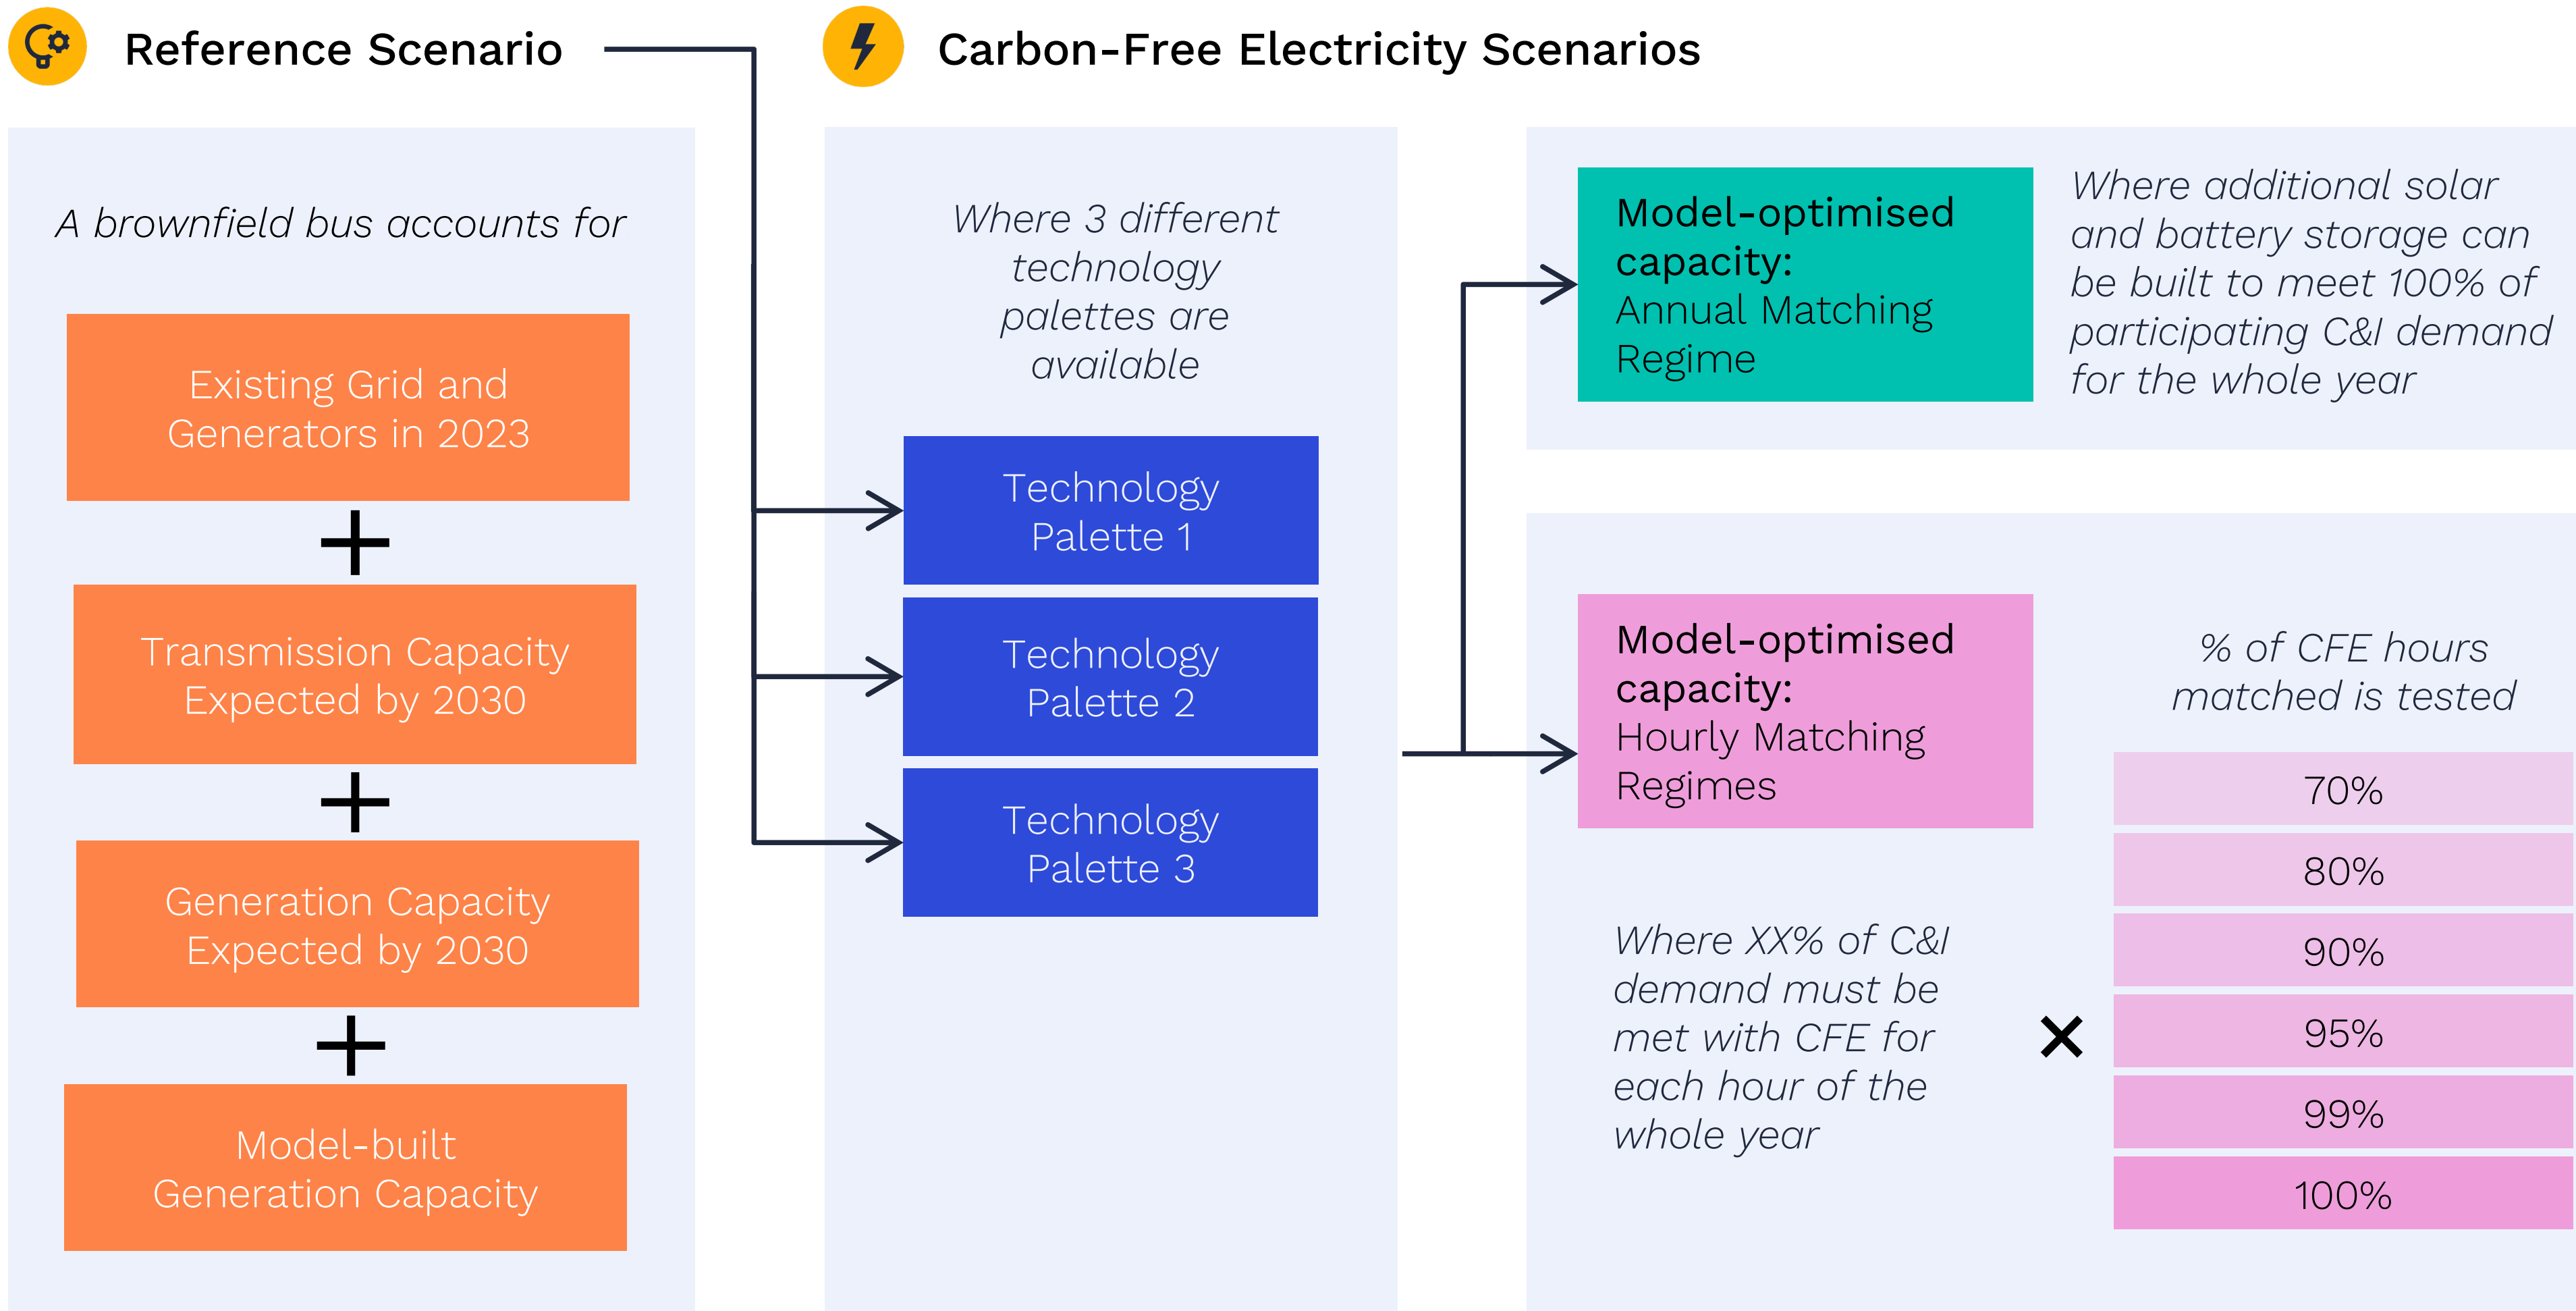 Reference Scenario
A brownfield bus accounts for
Existing Grid and
Generators in 2023
+
Transmission Capacity
Expected by 2030
+
Generation Capacity
Expected by 2030
+
Model-built
Generation Capacity
Carbon-Free Electricity Scenarios
Where 3 different
technology
palettes are
available
Technology
Palette 1
Technology
Palette 2
Technology
Palette 3
Model-optimised
capacity:
Annual Matching
Regime
Where additional solar
and battery storage can
be built to meet 100% of
participating C&I demand
for the whole year
Model-optimised
capacity:
Hourly Matching
Regimes
Where XX% of C&I
demand must be
met with CFE for
each hour of the
whole year
×
% of CFE hours
matched is tested
70%
80%
90%
95%
99%
100%